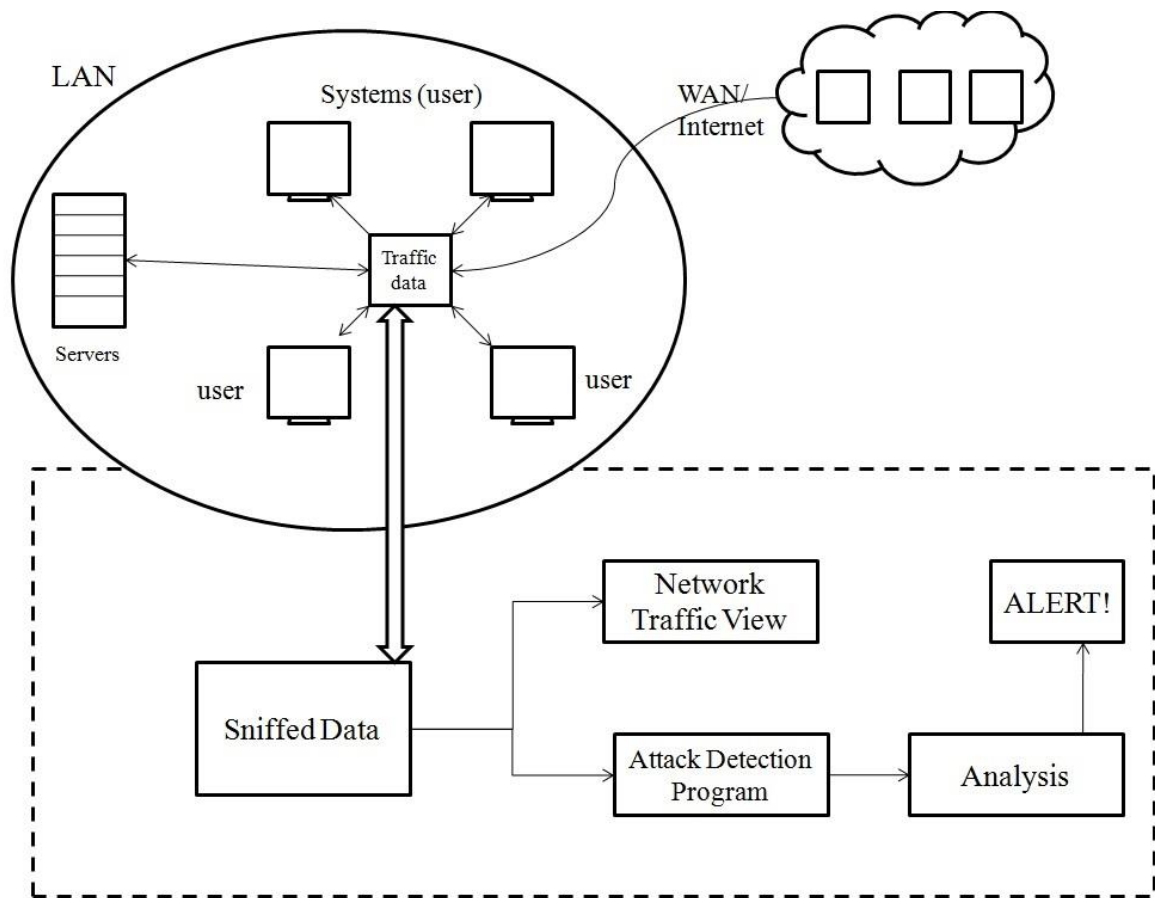 LAN
Systems (user)
WAN/
Internet
Traffic
data
Servers
user
user
Network
Traffic View
ALERT!
Sniffed Data
Attack Detection
Program
Analysis